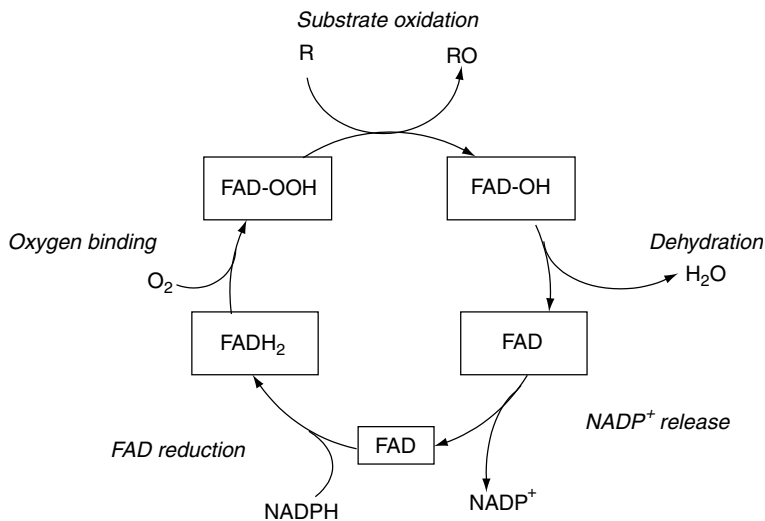 Substrate oxidation
R
RO
FAD-OOH
FAD-OH
Oxygen binding
Dehydration
O₂
H₂O
FADH₂
FAD
NADP⁺ release
FAD reduction
FAD
NADPH
NADP⁺